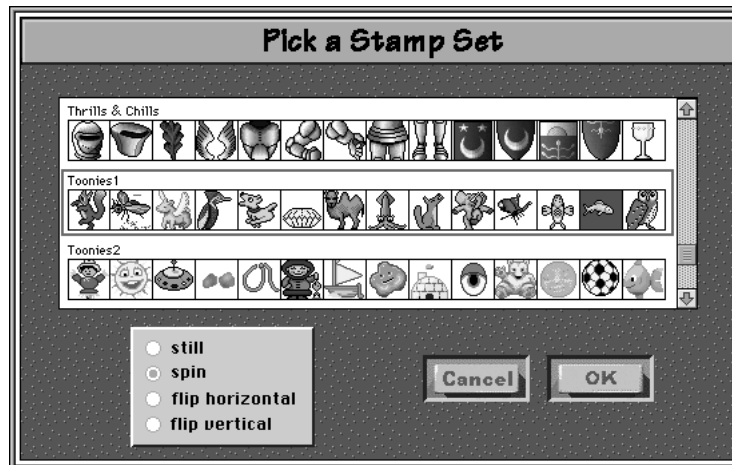 Pick a Stamp Set
Thrills & Chills
Toonies1
Toonies2
still
spin
flip horizontal
flip vertical
Cancel
OK